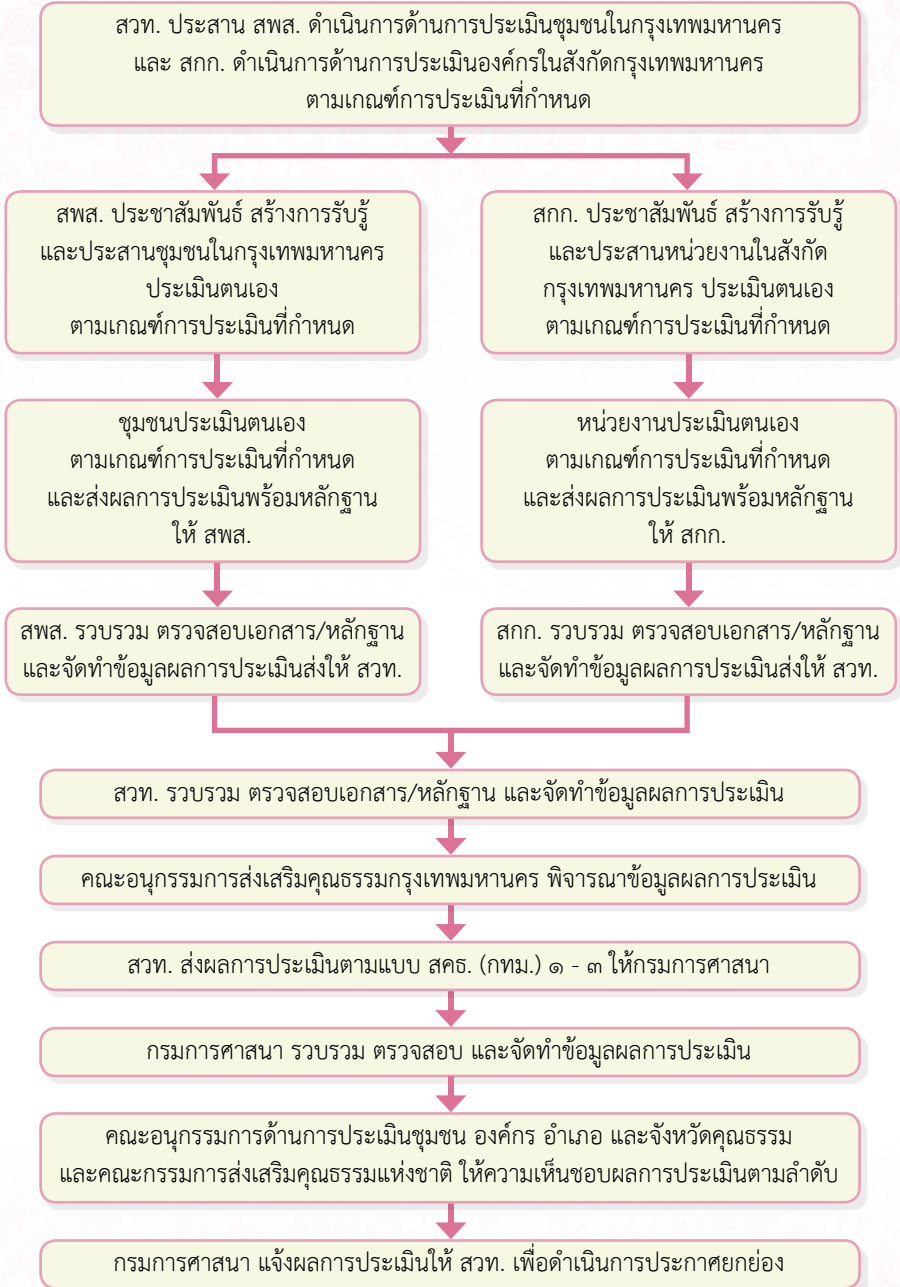 สวท. ประสาน สพส. ดำเนินการด้านการประเมินชุมชนในกรุงเทพมหานคร
และ สกก. ดำเนินการด้านการประเมินองค์กรในสังกัดกรุงเทพมหานคร
ตามเกณฑ์การประเมินที่กำหนด
สพส. ประชาสัมพันธ์ สร้างการรับรู้
และประสานชุมชนในกรุงเทพมหานคร
ประเมินตนเอง
ตามเกณฑ์การประเมินที่กำหนด
สกก. ประชาสัมพันธ์ สร้างการรับรู้
และประสานหน่วยงานในสังกัด
กรุงเทพมหานคร ประเมินตนเอง
ตามเกณฑ์การประเมินที่กำหนด
ชุมชนประเมินตนเอง
ตามเกณฑ์การประเมินที่กำหนด
และส่งผลการประเมินพร้อมหลักฐาน
ให้ สพส.
หน่วยงานประเมินตนเอง
ตามเกณฑ์การประเมินที่กำหนด
และส่งผลการประเมินพร้อมหลักฐาน
ให้ สกก.
สพส. รวบรวม ตรวจสอบเอกสาร/หลักฐาน
และจัดทำข้อมูลผลการประเมินส่งให้ สวท.
สกก. รวบรวม ตรวจสอบเอกสาร/หลักฐาน
และจัดทำข้อมูลผลการประเมินส่งให้ สวท.
สวท. รวบรวม ตรวจสอบเอกสาร/หลักฐาน และจัดทำข้อมูลผลการประเมิน
คณะอนุกรรมการส่งเสริมคุณธรรมกรุงเทพมหานคร พิจารณาข้อมูลผลการประเมิน
สวท. ส่งผลการประเมินตามแบบ สคธ. (กทม.) ๑ - ๓ ให้กรมการศาสนา
กรมการศาสนา รวบรวม ตรวจสอบ และจัดทำข้อมูลผลการประเมิน
คณะอนุกรรมการด้านการประเมินชุมชน องค์กร อำเภอ และจังหวัดคุณธรรม
และคณะกรรมการส่งเสริมคุณธรรมแห่งชาติ ให้ความเห็นชอบผลการประเมินตามลำดับ
กรมการศาสนา แจ้งผลการประเมินให้ สวท. เพื่อดำเนินการประกาศยกย่อง